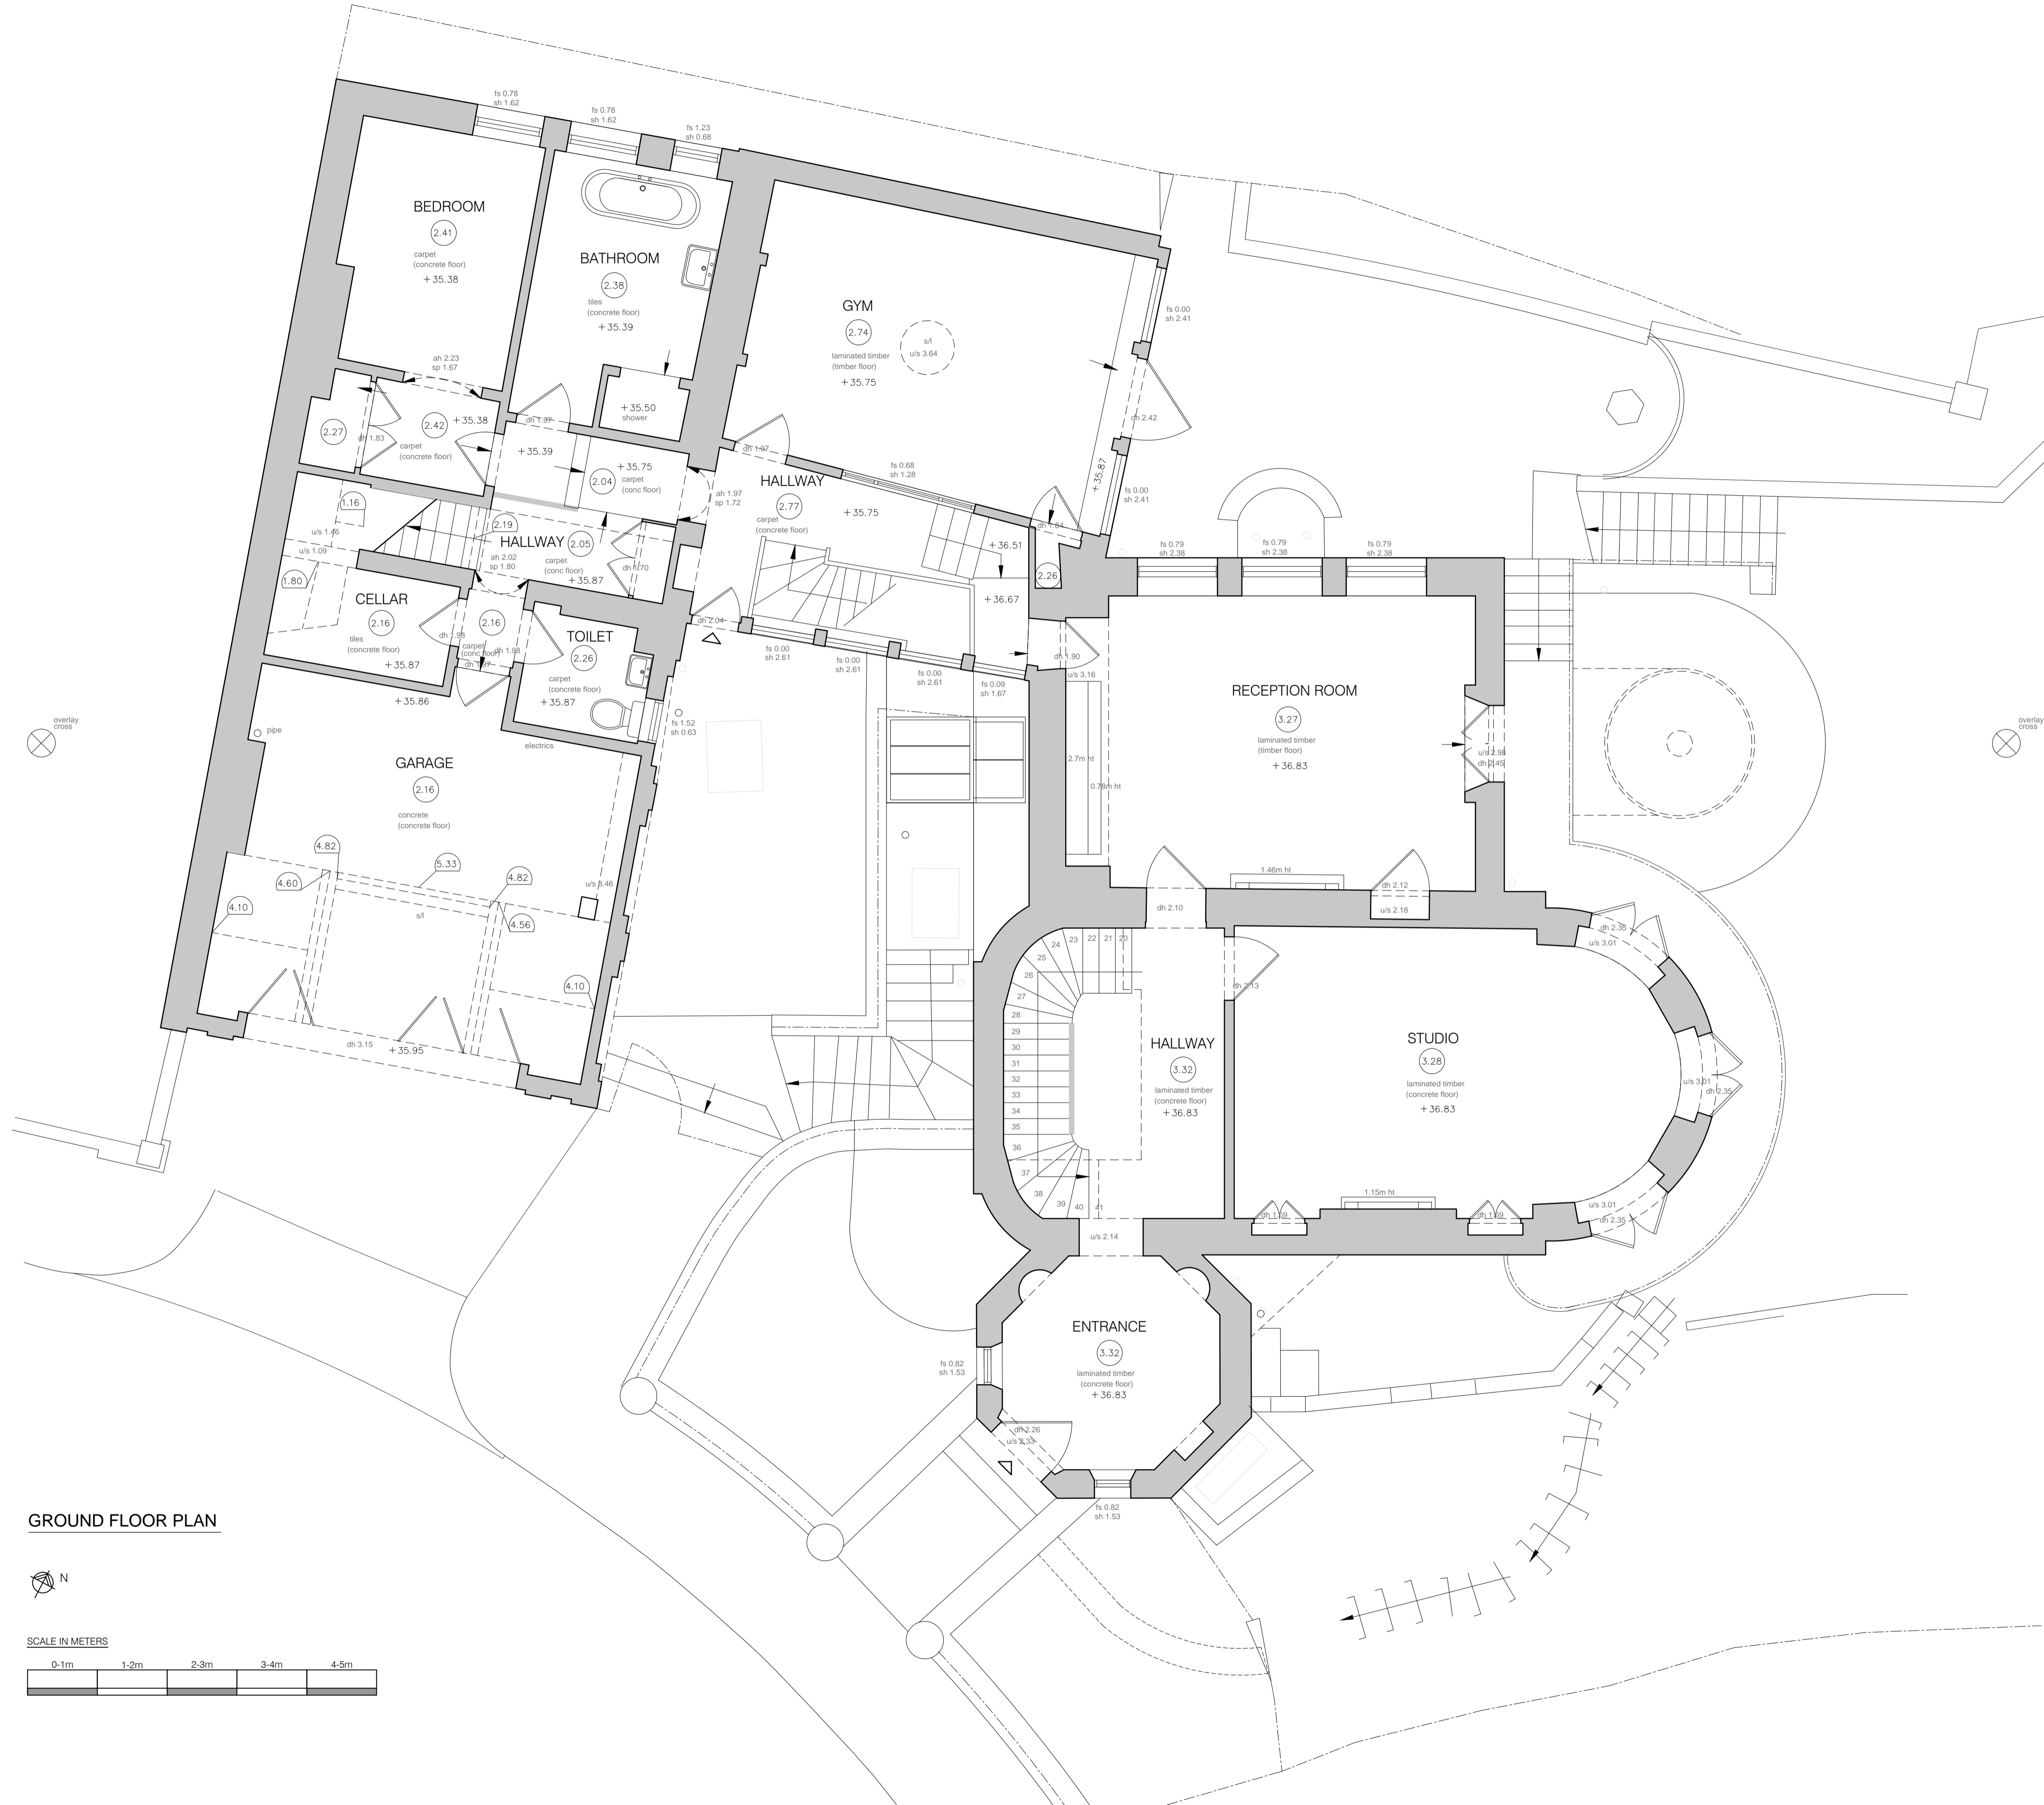 fs 0.78
sh 1.62
fs 0.78
sh 1.62
fs 1.23
sh 0.68
BEDROOM
2.41
carpet
(concrete floor)
+35.38
BATHROOM
2.38
tiles
(concrete floor)
+35.39
GYM
2.74
laminated timber
(timber floor)
+35.75
s/l
u/s 3.64
fs 0.00
sh 2.41
dh 2.42
+35.87
fs 0.00
sh 2.41
ah 2.23
sp 1.67
+35.50
shower
2.27
dh 1.83
2.42
+35.38
carpet
(concrete floor)
dh 1.97
+35.39
+35.75
2.04
carpet
(conc floor)
dh 1.97
ah 1.97
sp 1.72
HALLWAY
2.77
carpet
(concrete floor)
+35.75
fs 0.68
sh 1.28
dh 1.84
2.26
+36.51
+36.67
1.16
u/s 1.46
u/s 1.09
1.80
2.19
HALLWAY
2.05
ah 2.02
sp 1.80
carpet
(conc floor)
+35.87
dh 1.70
CELLAR
2.16
tiles
(concrete floor)
+35.87
dh 1.98
2.16
carpet
(conc floor)
dh 1.98
dh 1.97
TOILET
2.26
carpet
(concrete floor)
+35.87
dh 2.04
fs 0.00
sh 2.61
fs 0.00
sh 2.61
fs 0.00
sh 2.61
fs 0.09
sh 1.67
fs 1.52
sh 0.63
fs 0.79
sh 2.38
fs 0.79
sh 2.38
fs 0.79
sh 2.38
dh 1.90
u/s 3.16
2.7m ht
0.78m ht
RECEPTION ROOM
3.27
laminated timber
(timber floor)
+36.83
u/s 2.98
dh 2.45
overlay
cross
overlay
cross
+35.86
pipe
electrics
GARAGE
2.16
concrete
(concrete floor)
4.82
5.33
4.82
4.60
4.56
4.10
s/l
u/s 3.46
4.10
dh 3.15
+35.95
1.46m ht
dh 2.12
u/s 2.18
dh 2.10
dh 2.13
20
21
22
23
24
25
26
27
28
29
30
31
32
33
34
35
36
37
38
39
40
41
HALLWAY
3.32
laminated timber
(concrete floor)
+36.83
STUDIO
3.28
laminated timber
(concrete floor)
+36.83
dh 2.35
u/s 3.01
u/s 3.01
dh 2.35
u/s 3.01
dh 2.35
1.15m ht
dh 1.69
dh 1.69
u/s 2.14
ENTRANCE
3.32
laminated timber
(concrete floor)
+36.83
fs 0.82
sh 1.53
dh 2.26
u/s 2.33
fs 0.82
sh 1.53
GROUND FLOOR PLAN
N
SCALE IN METERS
0-1m 1-2m 2-3m 3-4m 4-5m